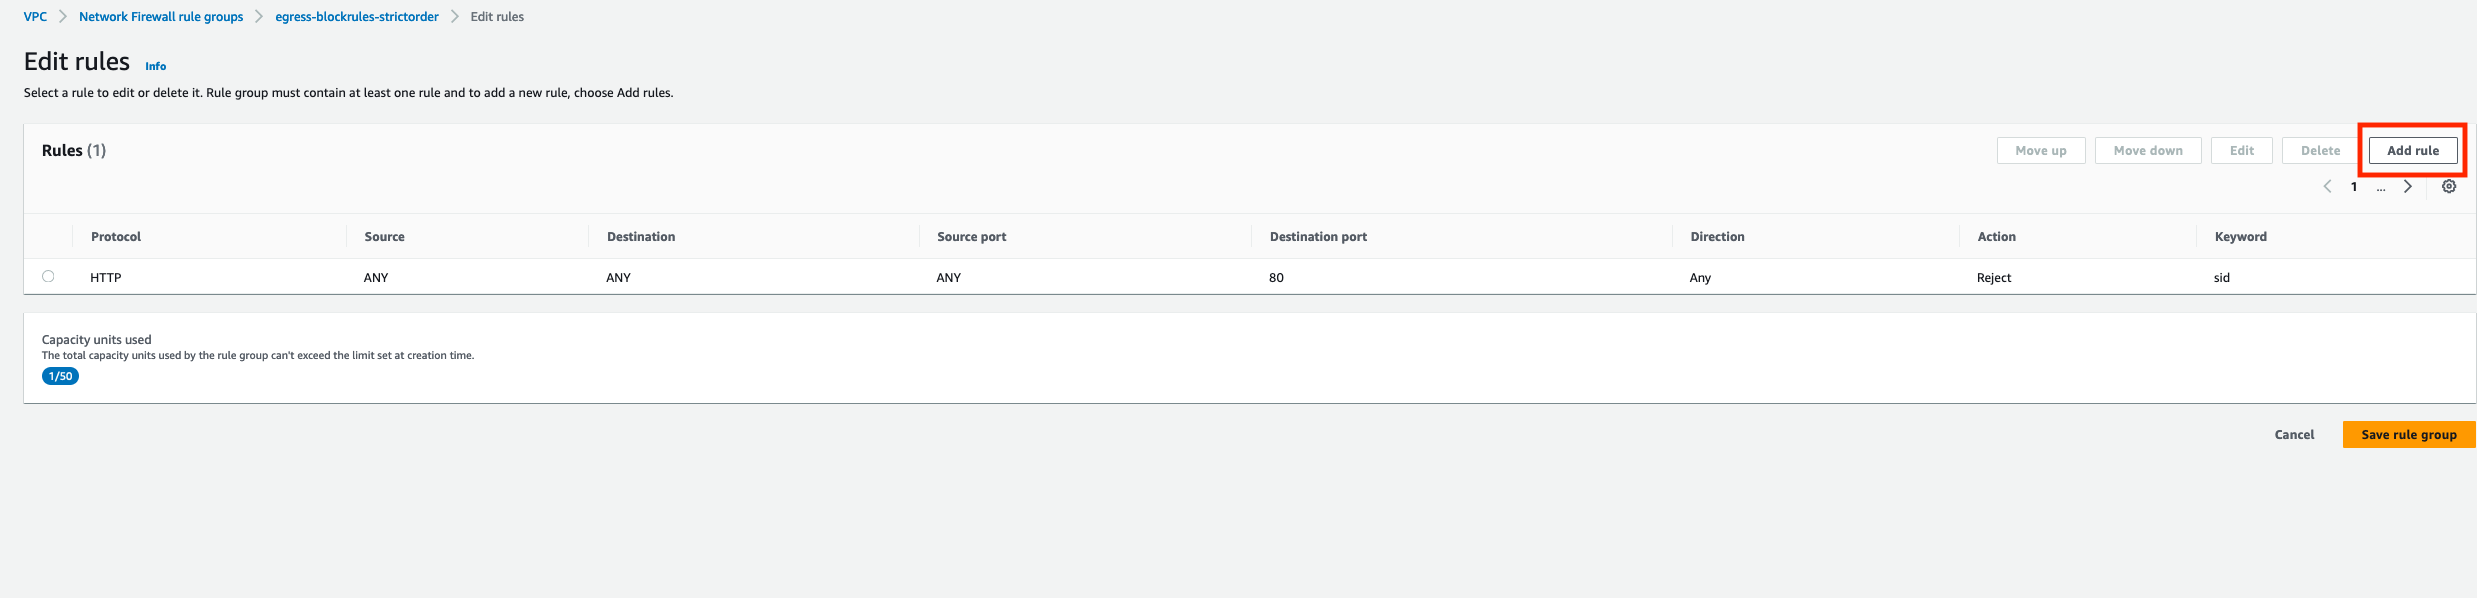 VPC > Network Firewall rule groups > egress-blockrules-strictorder > Edit rules
Edit rules Info
Select a rule to edit or delete it. Rule group must contain at least one rule and to add a new rule, choose Add rules.
Rules (1) Move up Move down Edit Delete Add rule
1 ...
Protocol Source Destination Source port Destination port Direction Action Keyword
HTTP ANY ANY ANY 80 Any Reject sid
Capacity units used
The total capacity units used by the rule group can't exceed the limit set at creation time.
1/50
Cancel Save rule group